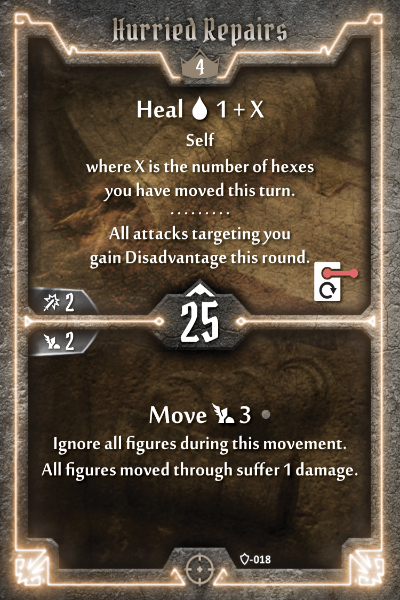 Hurried Repairs
4
Heal 1 + X
Self
where X is the number of hexes
you have moved this turn.
.........
All attacks targeting you
gain Disadvantage this round.
2
25
2
Move 3
Ignore all figures during this movement.
All figures moved through suffer 1 damage.
-018